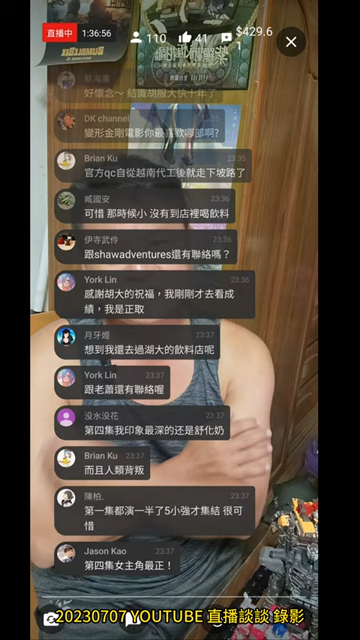 直播中
1:36:56
110
41
$429.61
好懷念~ 結識胡服大快十年了
DK channel 23:35
變形金剛電影你最喜歡哪部啊?
Brian Ku 23:35
官方qc自從越南代工後就走下坡路了
臧國安 23:36
可惜 那時候小 沒有到店裡喝飲料
伊寺武伶 23:36
跟shawadventures還有聯絡嗎？
York Lin 23:36
感謝胡大的祝福，我剛剛才去看成
績，我是正取
月牙姬 23:37
想到我還去過湖大的飲料店呢
York Lin 23:37
跟老蕭還有聯絡喔
没水没花 23:37
第四集我印象最深的还是舒化奶
Brian Ku 23:37
而且人類背叛
陳柏. 23:37
第一集都演一半了5小強才集結 很可
惜
Jason Kao 23:37
第四集女主角最正！
20230707 YOUTUBE 直播談談 錄影